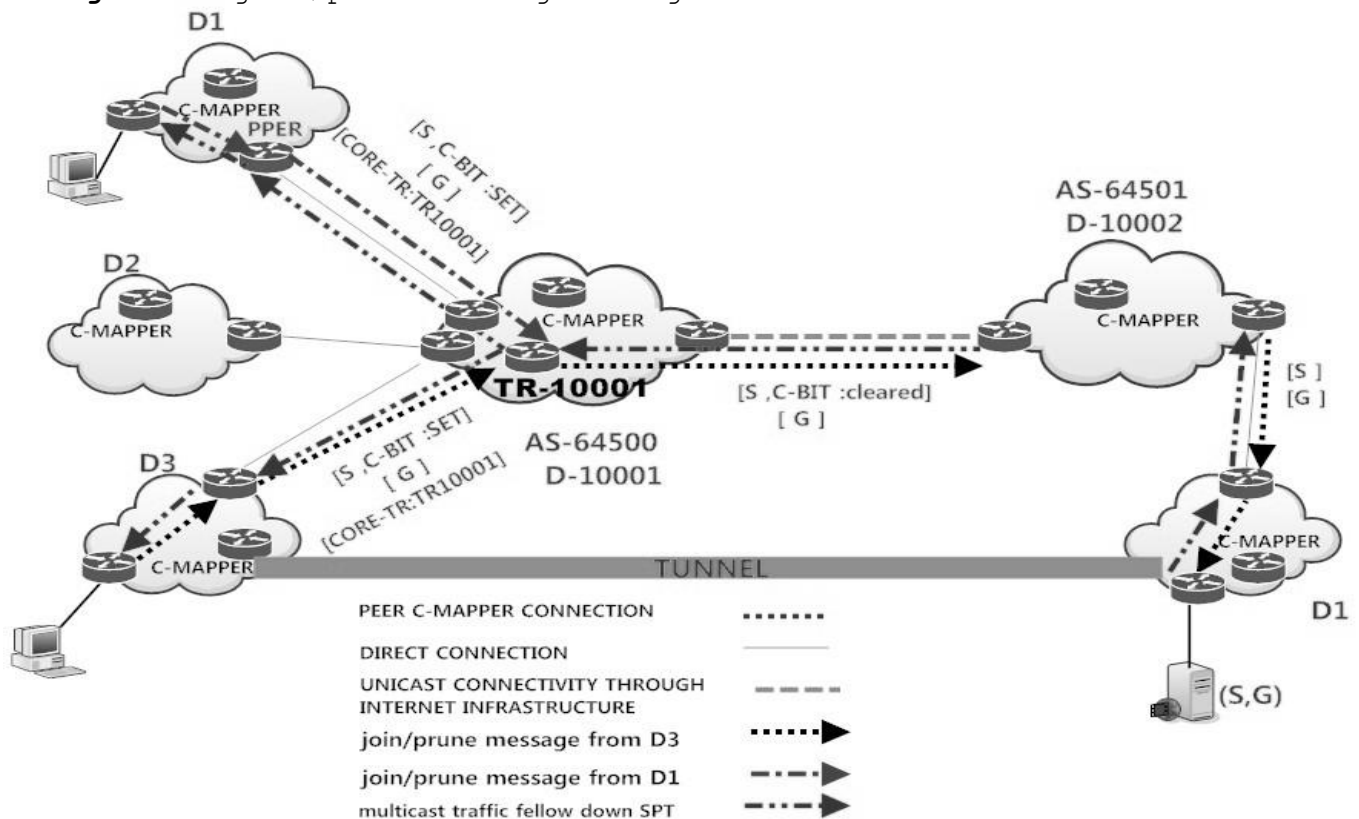 D1
C-MAPPER
PPER
[S ,C-BIT :SET]
[ G ]
[CORE-TR:TR10001]
AS-64501
D-10002
D2
C-MAPPER
C-MAPPER
C-MAPPER
TR-10001
[S ,C-BIT :cleared]
[ G ]
[S ]
[G ]
AS-64500
D-10001
D3
[S ,C-BIT :SET]
[ G ]
[CORE-TR:TR10001]
C-MAPPER
C-MAPPER
TUNNEL
D1
PEER C-MAPPER CONNECTION
DIRECT CONNECTION
UNICAST CONNECTIVITY THROUGH
INTERNET INFRASTRUCTURE
(S,G)
join/prune message from D3
join/prune message from D1
multicast traffic fellow down SPT